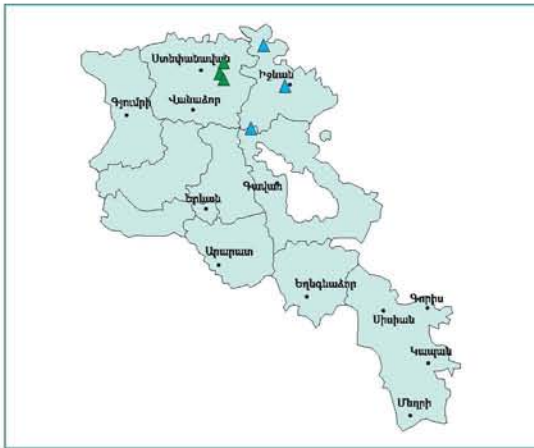 Ստեփանավան
Իջևան
Գյումրի
Վանաձոր
Գավառ
Երևան
Արարատ
Եղեգնաձոր
Գորիս
Սիսիան
Կապան
Մեղրի